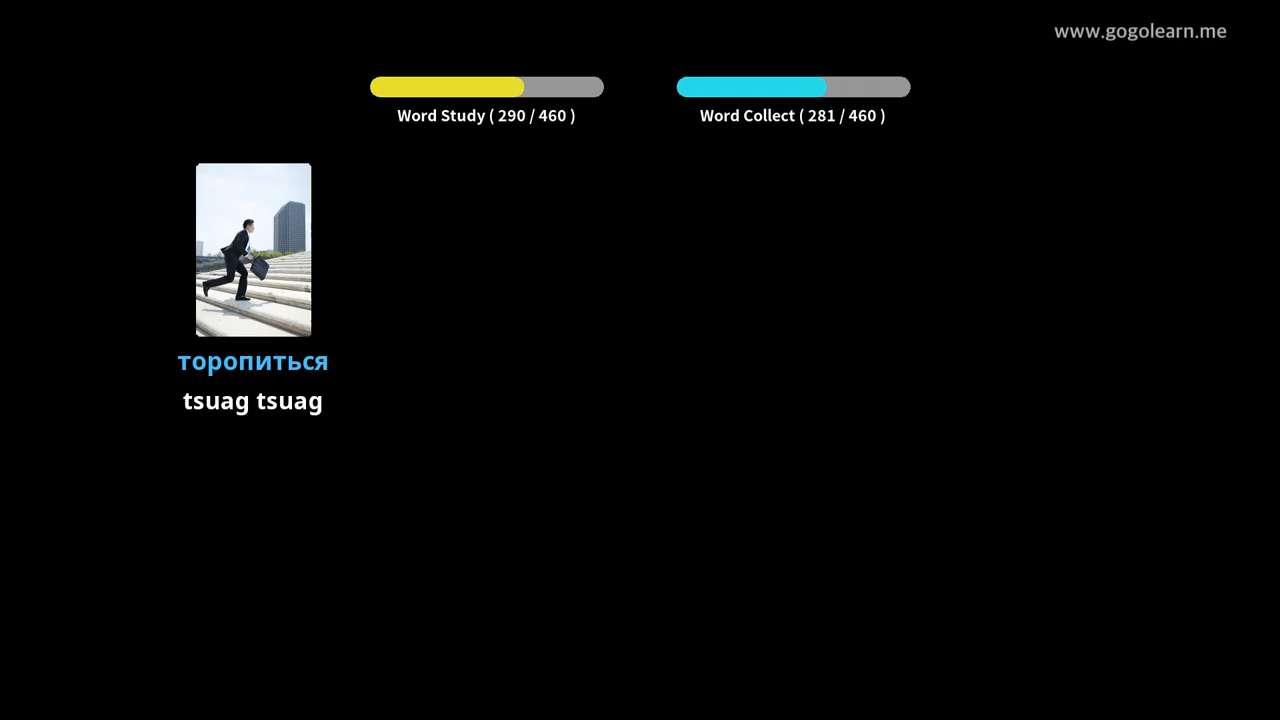 www.gogolearn.me
Word Study ( 290 / 460 )
Word Collect ( 281 / 460 )
торопиться
tsuag tsuag